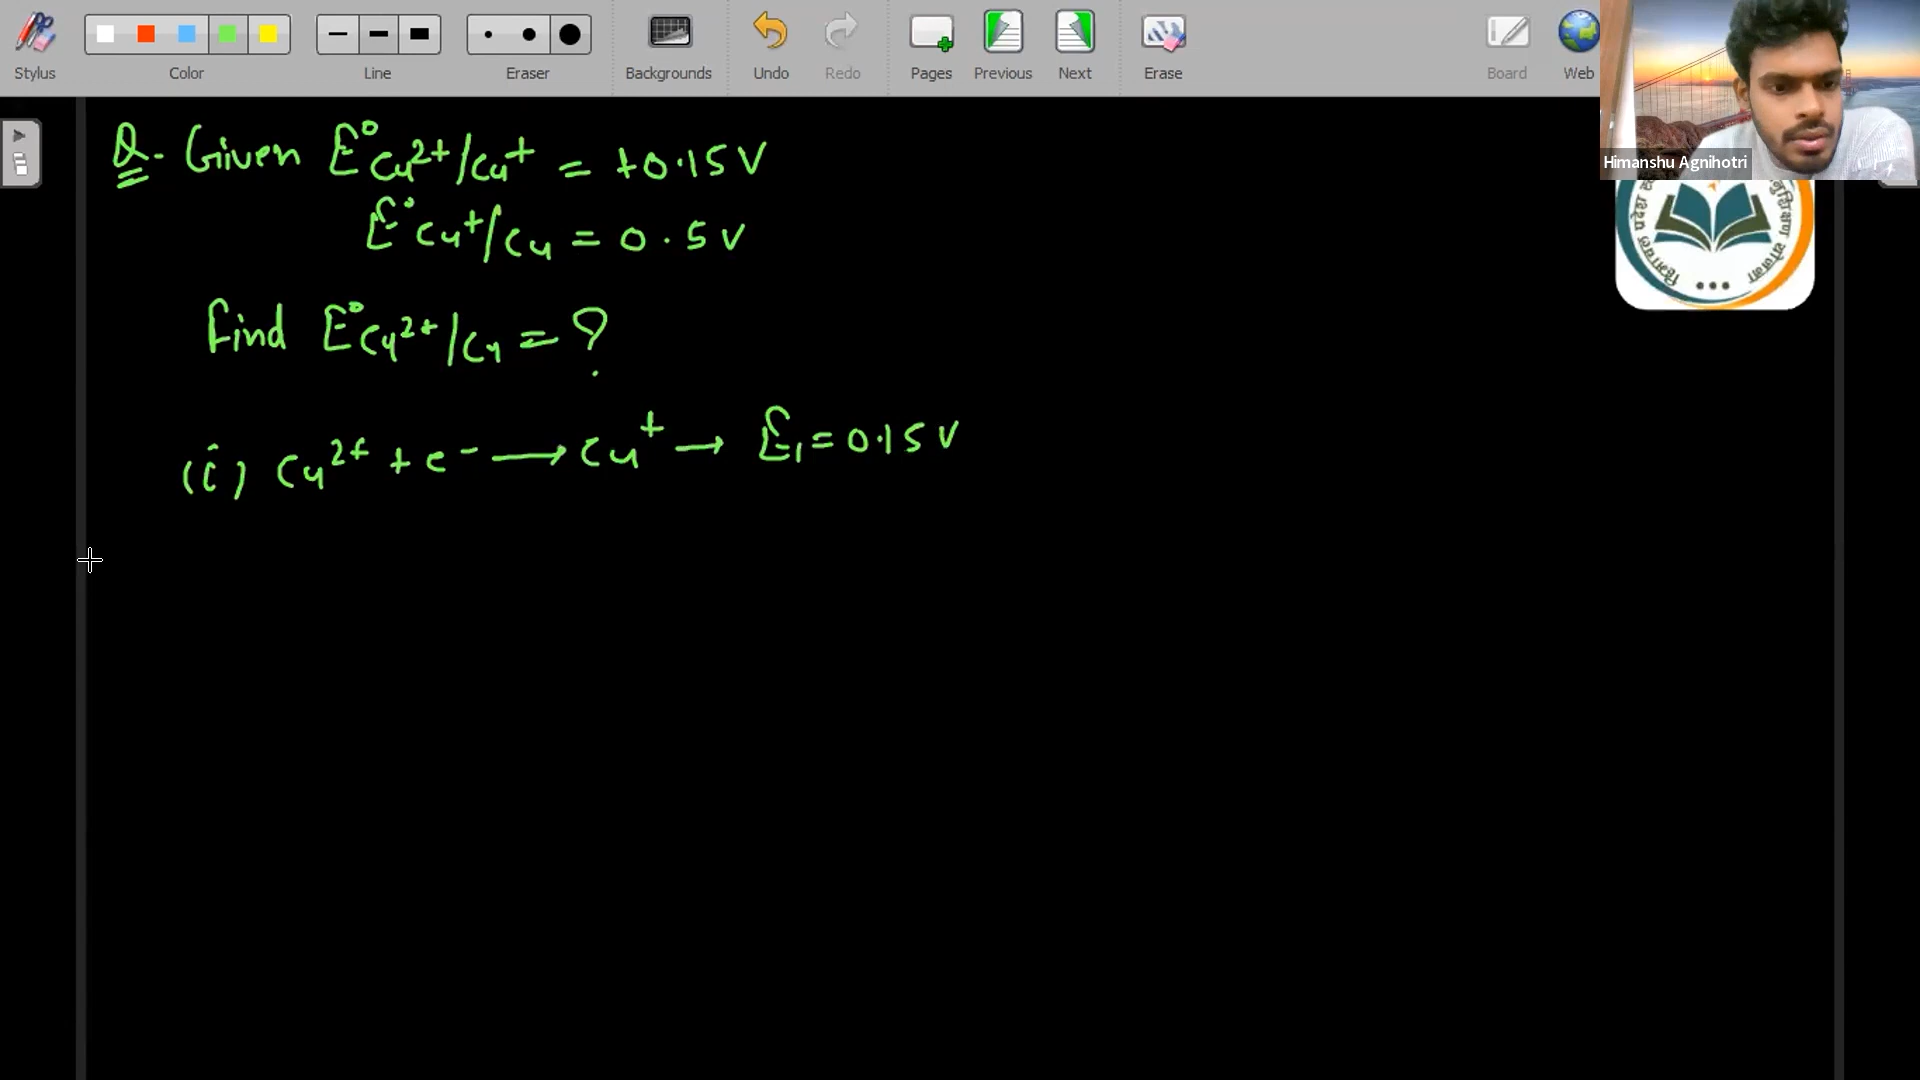 Stylus Color Line Eraser Backgrounds Undo Redo Pages Previous Next Erase Board Web
Himanshu Agnihotri
Q- Given E°Cu²⁺/Cu⁺ = +0.15 V
E°Cu⁺/Cu = 0.5 V
Find E°Cu²⁺/Cu = ?
(i) Cu²⁺ + e⁻ ⟶ Cu⁺ → E₁ = 0.15 V